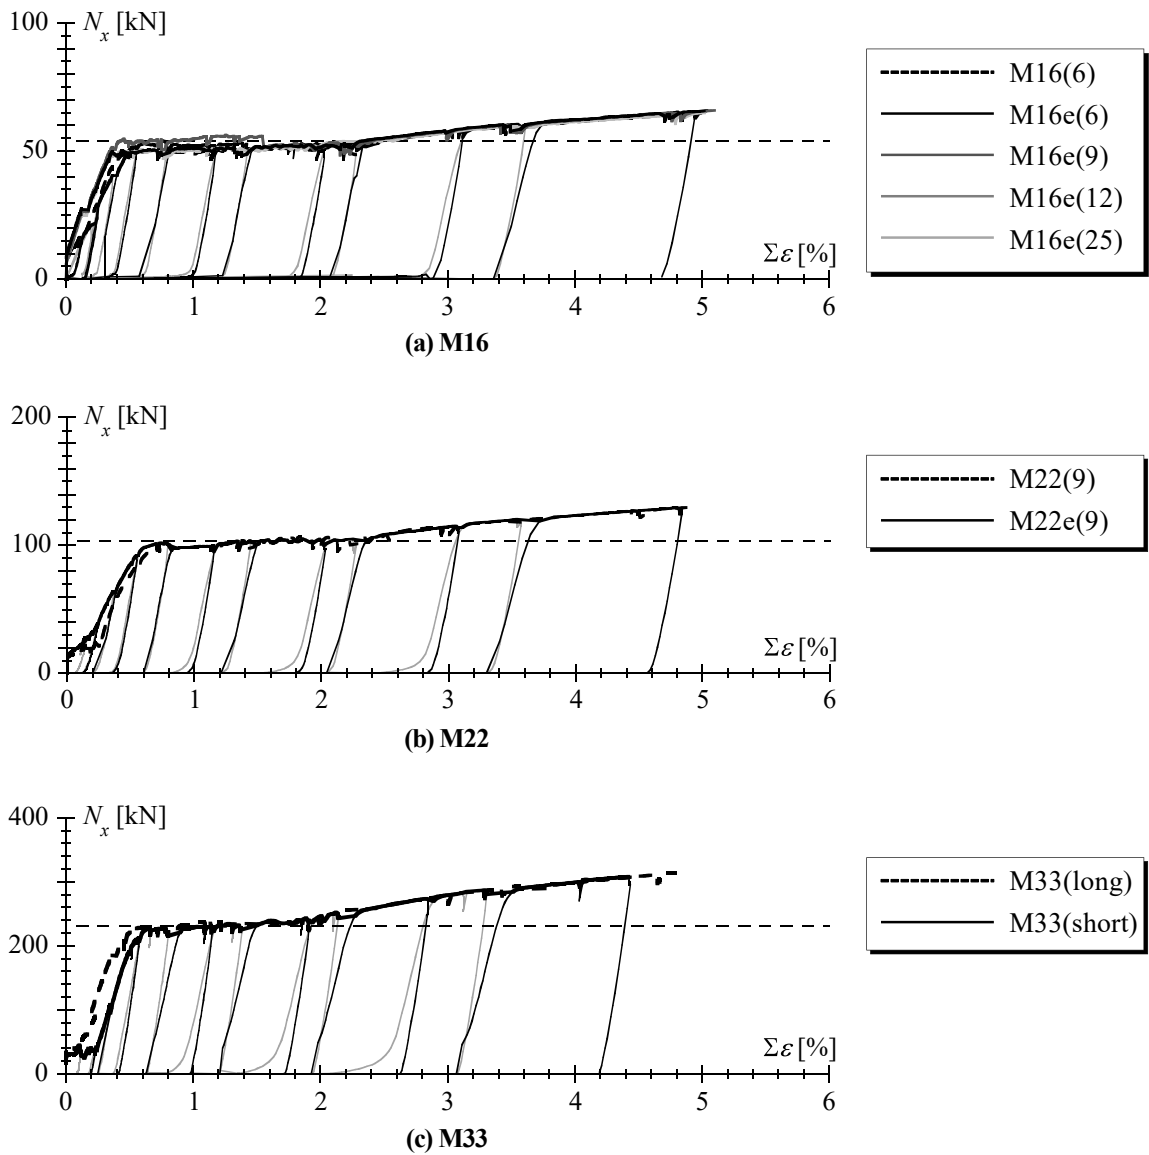 100
N_x [kN]
50
0
Σε [%]
0 1 2 3 4 5 6
(a) M16
M16(6)
M16e(6)
M16e(9)
M16e(12)
M16e(25)
200
N_x [kN]
100
0
Σε [%]
0 1 2 3 4 5 6
(b) M22
M22(9)
M22e(9)
400
N_x [kN]
200
0
Σε [%]
0 1 2 3 4 5 6
(c) M33
M33(long)
M33(short)